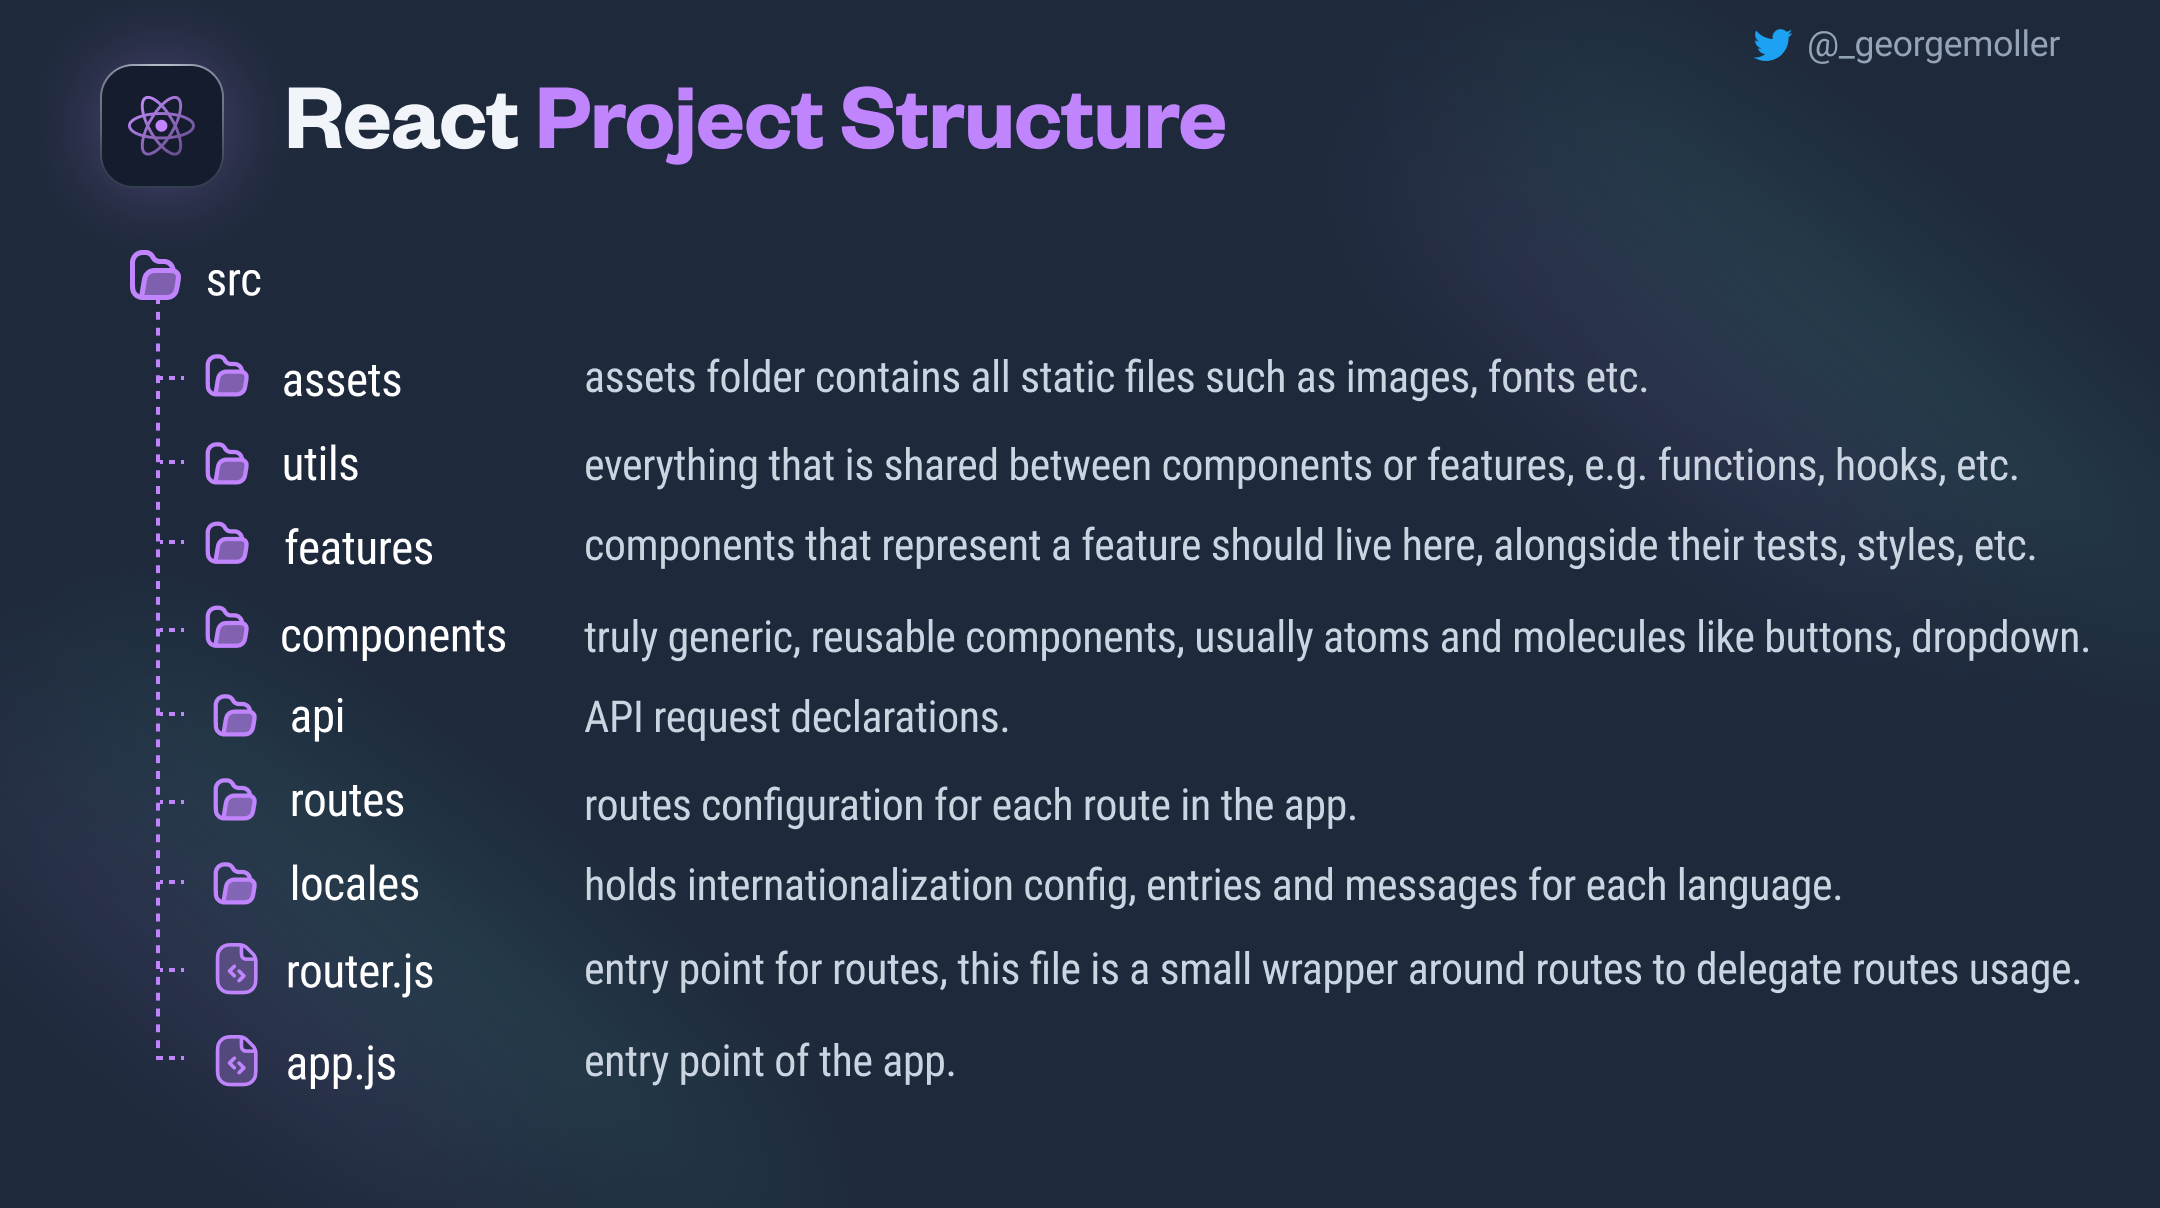 @_georgemoller
React Project Structure
src
assets assets folder contains all static files such as images, fonts etc.
utils everything that is shared between components or features, e.g. functions, hooks, etc.
features components that represent a feature should live here, alongside their tests, styles, etc.
components truly generic, reusable components, usually atoms and molecules like buttons, dropdown.
api API request declarations.
routes routes configuration for each route in the app.
locales holds internationalization config, entries and messages for each language.
router.js entry point for routes, this file is a small wrapper around routes to delegate routes usage.
app.js entry point of the app.